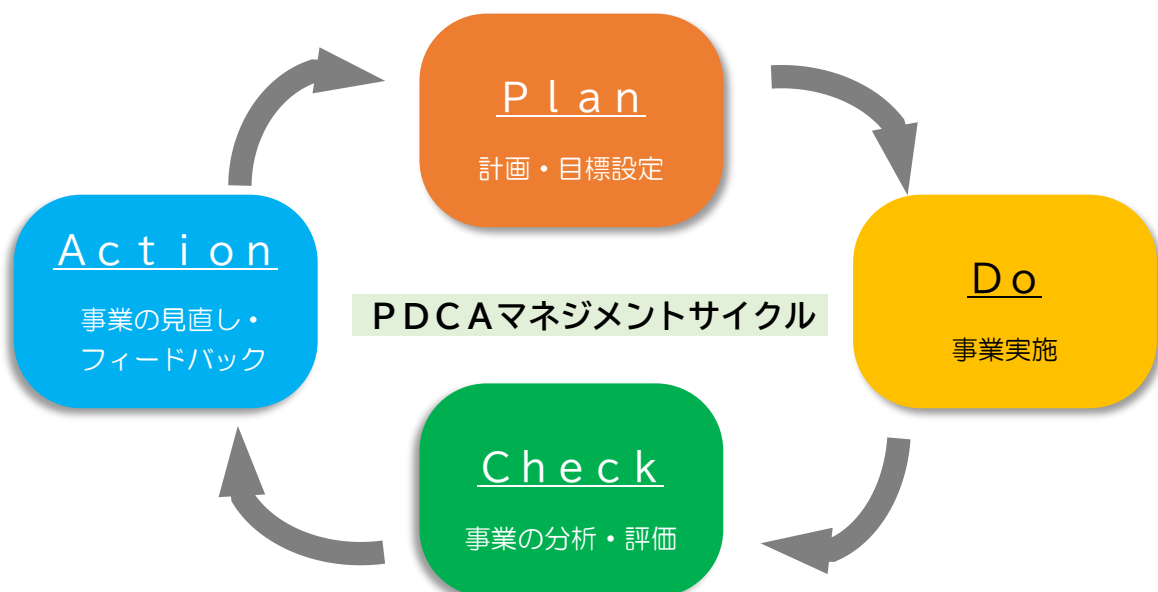 Ｐｌａｎ
計画・目標設定
Ａｃｔｉｏｎ
事業の見直し・
フィードバック
ＰＤＣＡマネジメントサイクル
Ｄｏ
事業実施
Ｃｈｅｃｋ
事業の分析・評価